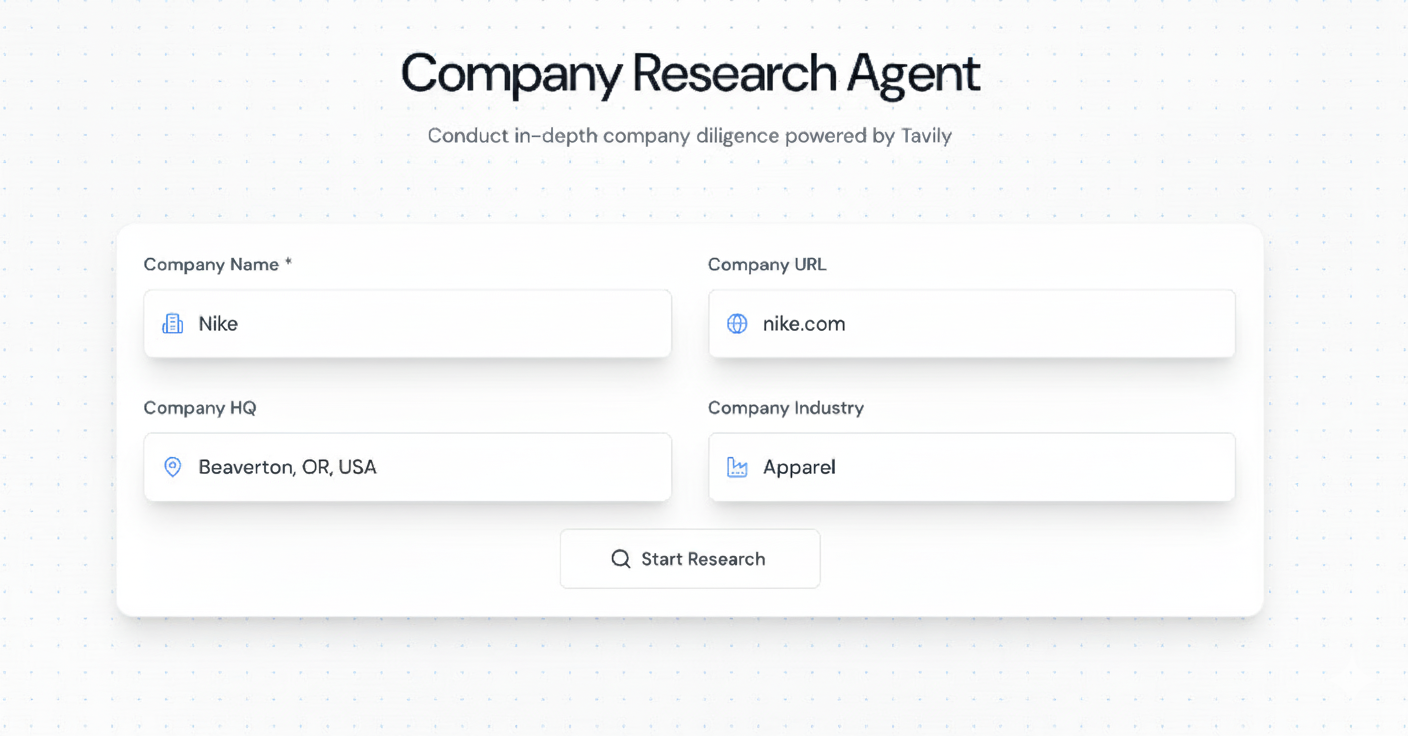 Company Research Agent
Conduct in-depth company diligence powered by Tavily
Company Name *
Nike
Company URL
nike.com
Company HQ
Beaverton, OR, USA
Company Industry
Apparel
Start Research